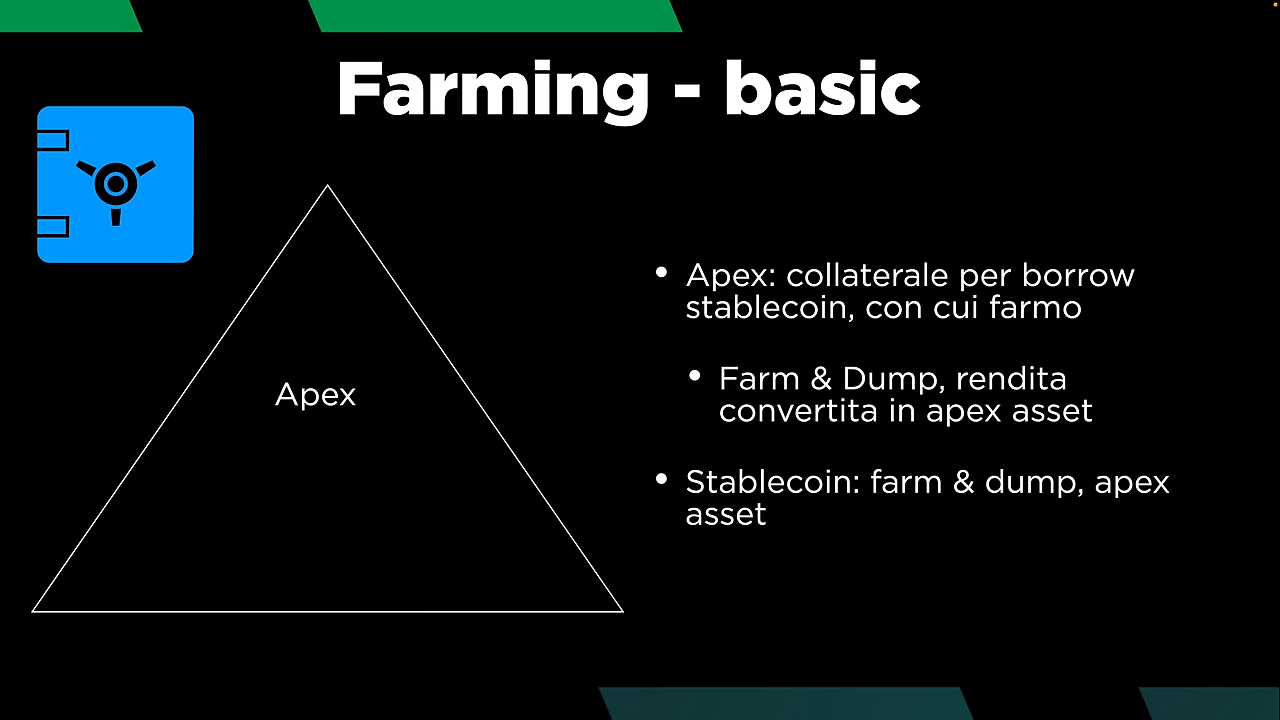 Farming - basic
Apex
• Apex: collaterale per borrow
stablecoin, con cui farmo
• Farm & Dump, rendita
convertita in apex asset
• Stablecoin: farm & dump, apex
asset